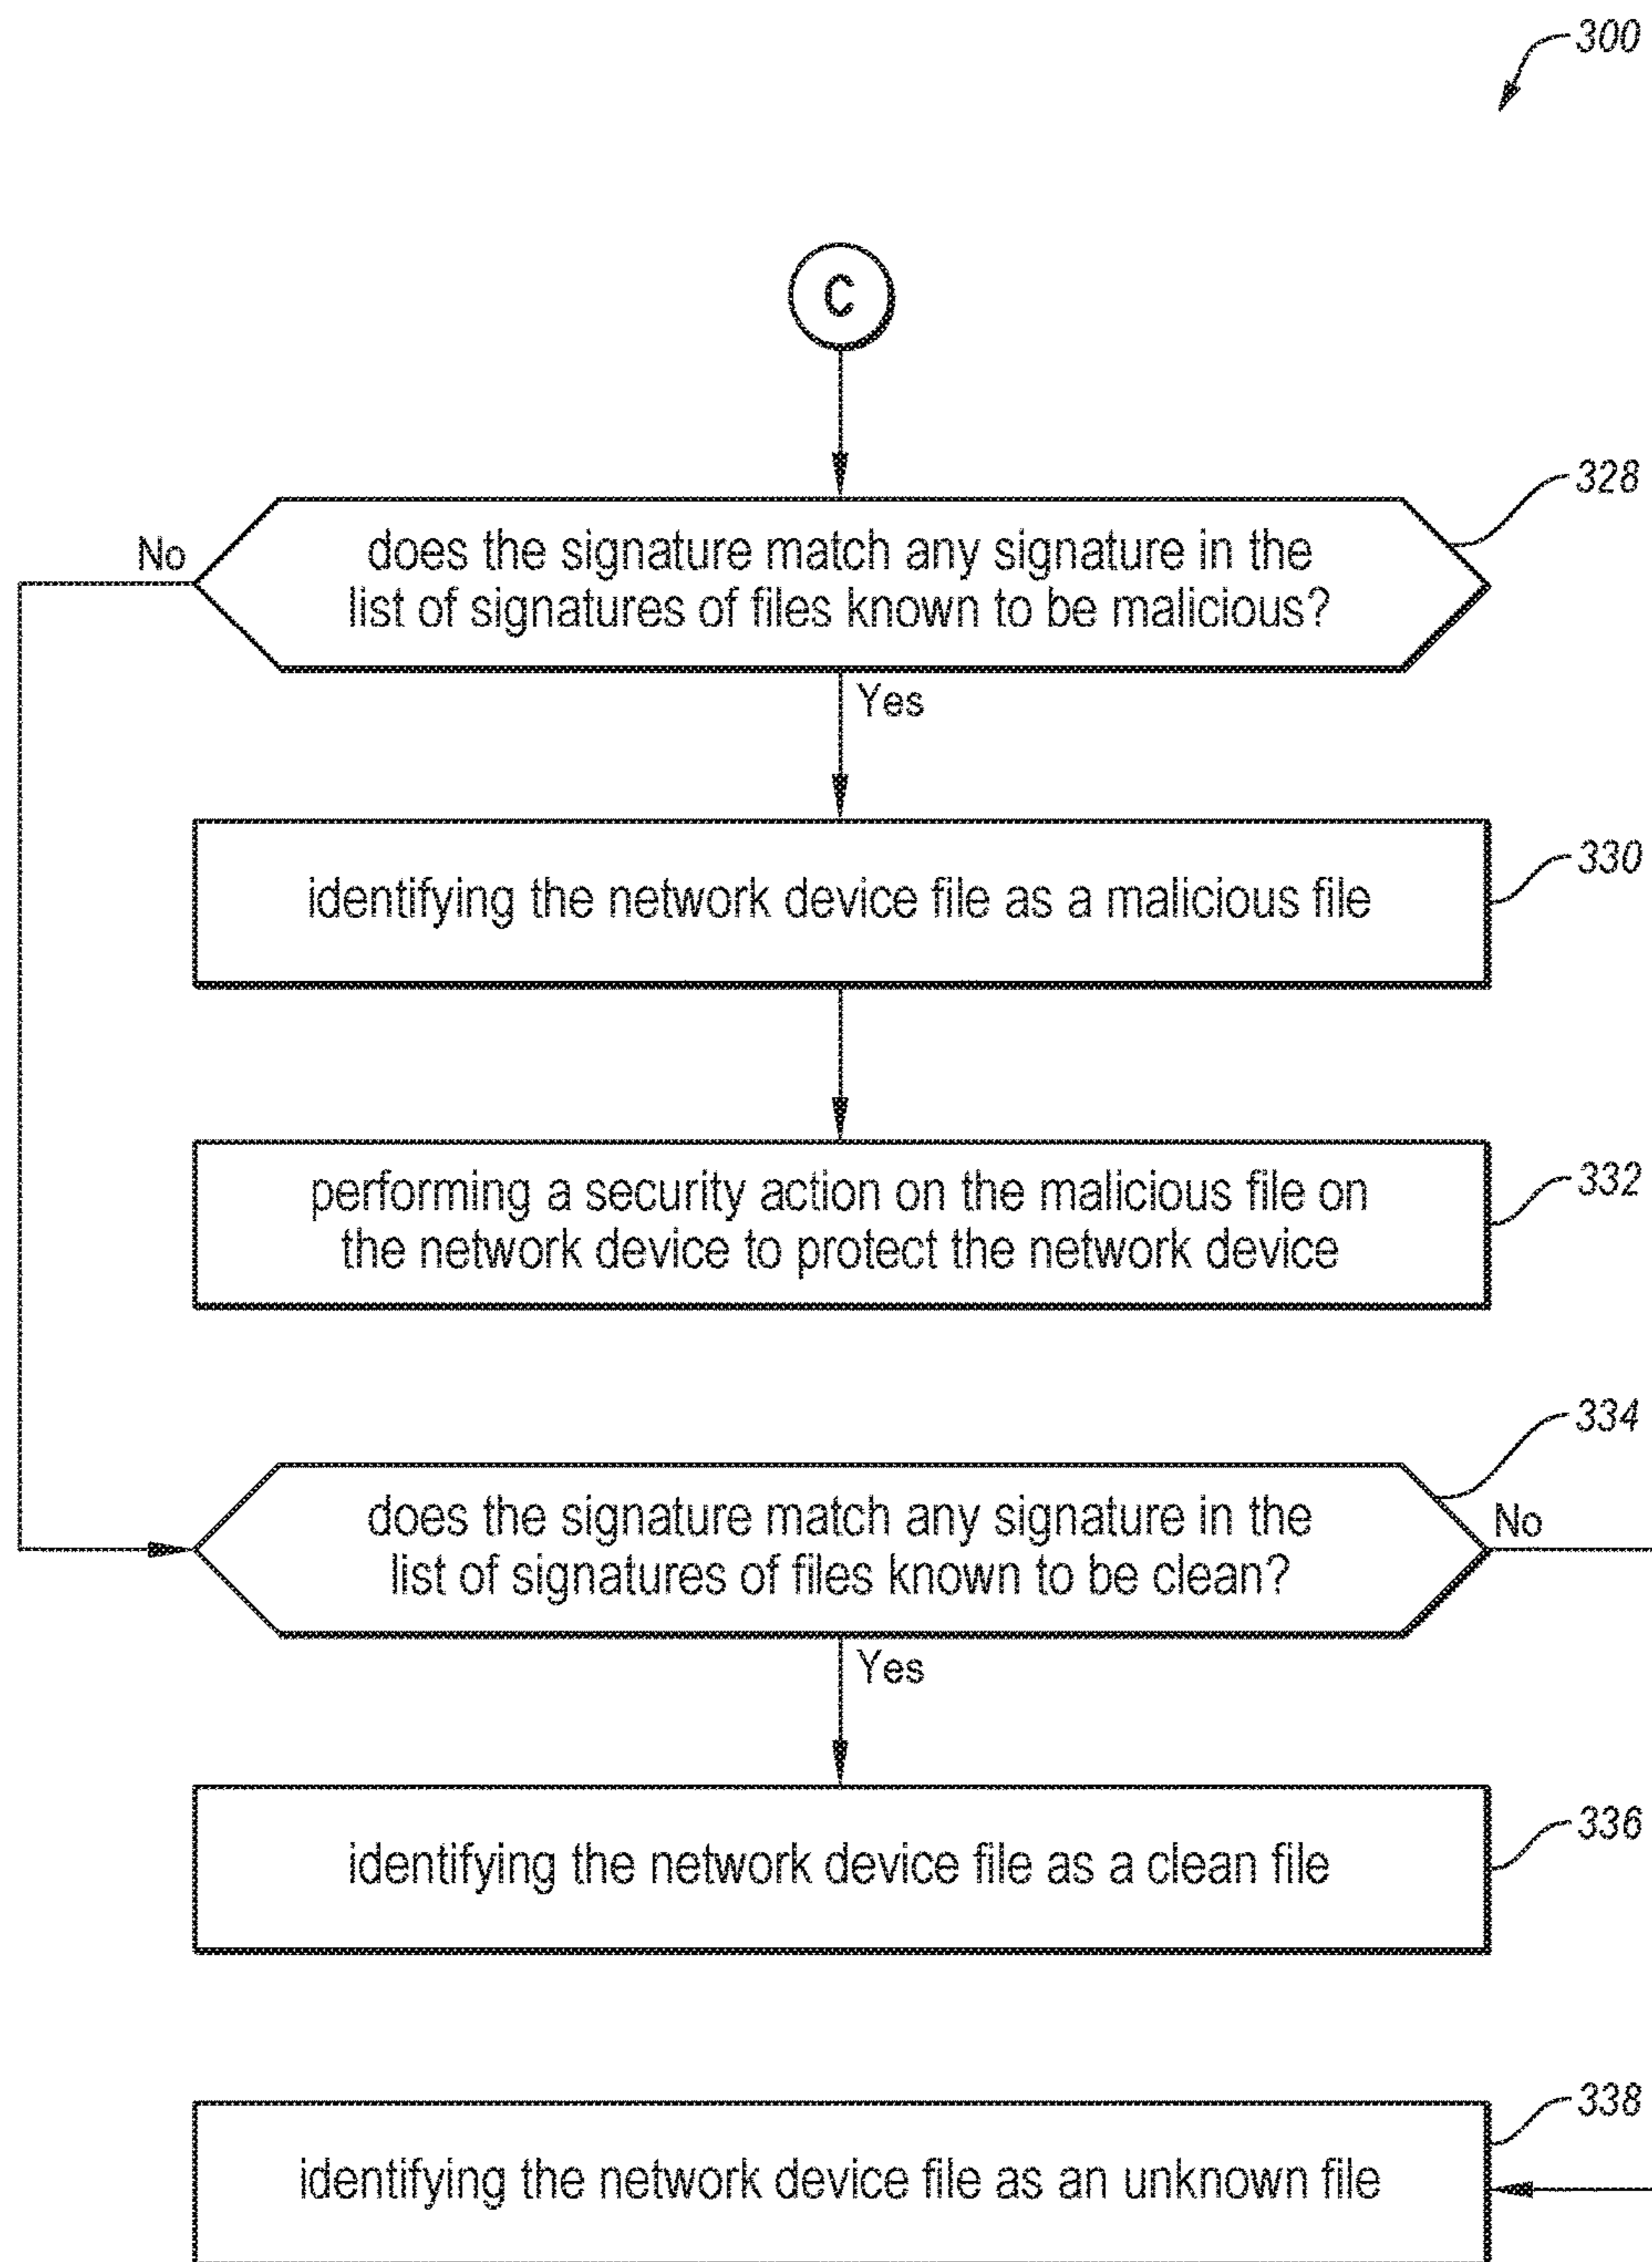 300
C
328
No
does the signature match any signature in the
list of signatures of files known to be malicious?
Yes
330
identifying the network device file as a malicious file
332
performing a security action on the malicious file on
the network device to protect the network device
334
does the signature match any signature in the
No
list of signatures of files known to be clean?
Yes
336
identifying the network device file as a clean file
338
identifying the network device file as an unknown file